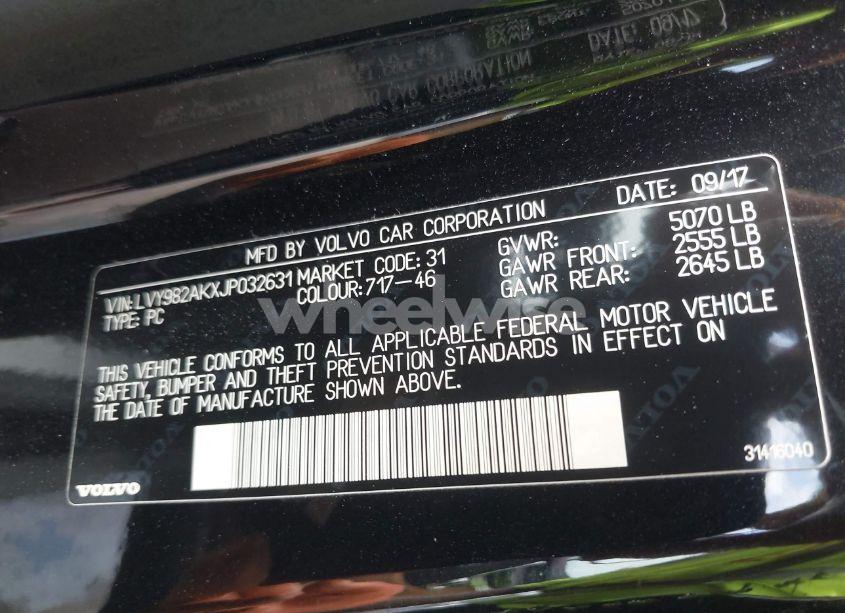 MFD BY VOLVO CAR CORPORATION DATE: 09/17
VIN: LVY982AKXJP032631 MARKET CODE: 31 GVWR: 5070 LB
TYPE: PC COLOUR: 717-46 GAWR FRONT: 2555 LB
GAWR REAR: 2645 LB
THIS VEHICLE CONFORMS TO ALL APPLICABLE FEDERAL MOTOR VEHICLE
SAFETY, BUMPER AND THEFT PREVENTION STANDARDS IN EFFECT ON
THE DATE OF MANUFACTURE SHOWN ABOVE.
VOLVO
31416040
wheelwise